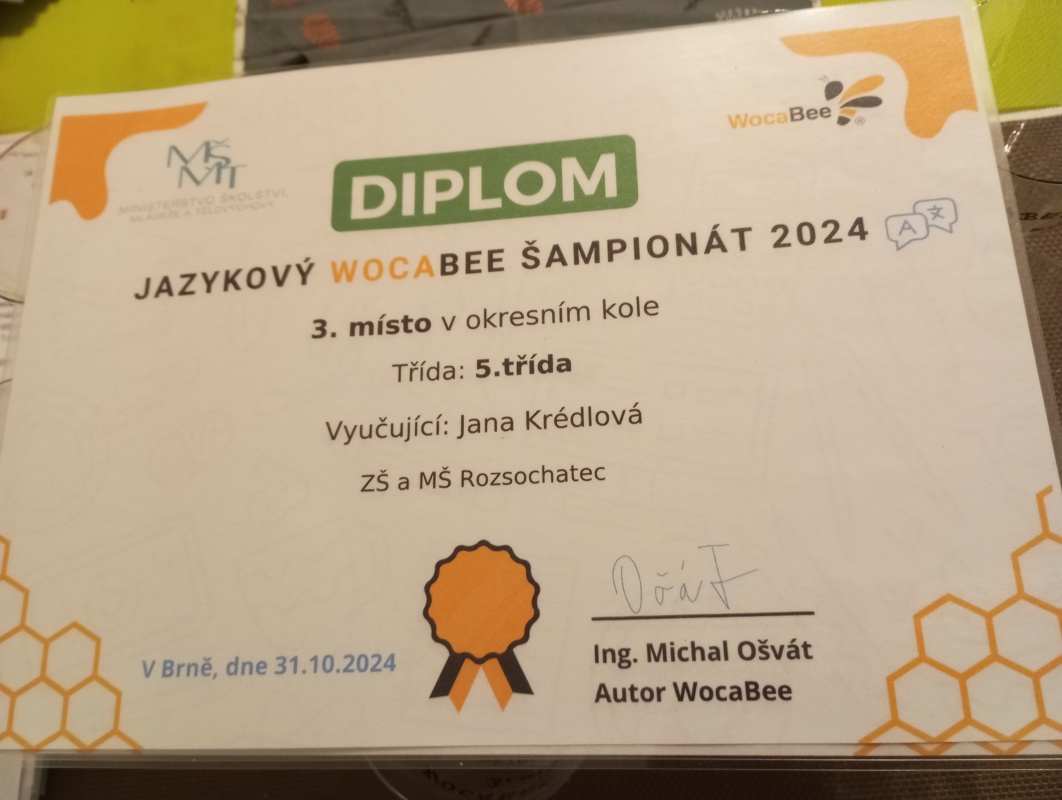 MŠMT
MINISTERSTVO ŠKOLSTVÍ,
MLÁDEŽE A TĚLOVÝCHOVY
WocaBee®
DIPLOM
JAZYKOVÝ WOCABEE ŠAMPIONÁT 2024
A 文
3. místo v okresním kole
Třída: 5.třída
Vyučující: Jana Krédlová
ZŠ a MŠ Rozsochatec
V Brně, dne 31.10.2024
Ing. Michal Ošvát
Autor WocaBee